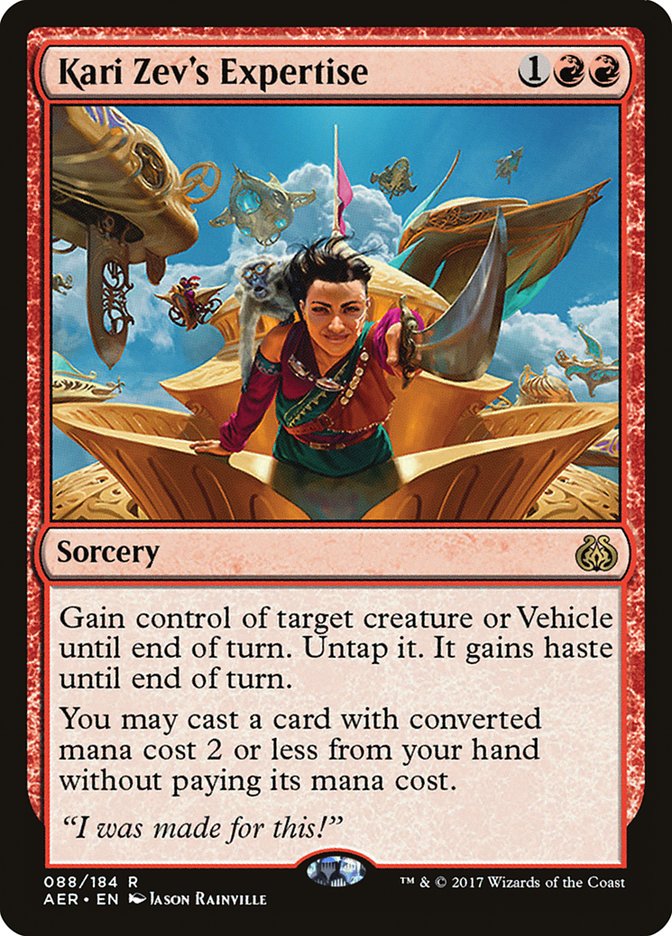 Kari Zev's Expertise 1
Sorcery
Gain control of target creature or Vehicle
until end of turn. Untap it. It gains haste
until end of turn.
You may cast a card with converted
mana cost 2 or less from your hand
without paying its mana cost.
“I was made for this!”
088/184 R
AER • EN Jason Rainville
™ & © 2017 Wizards of the Coast